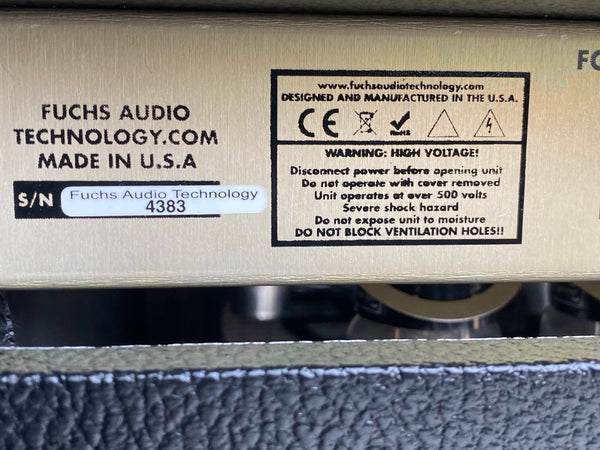 FUCHS AUDIO
TECHNOLOGY.COM
MADE IN U.S.A
S/N Fuchs Audio Technology
4383
www.fuchsaudiotechnology.com
DESIGNED AND MANUFACTURED IN THE U.S.A.
CE RoHS
WARNING: HIGH VOLTAGE!
Disconnect power before opening unit
Do not operate with cover removed
Unit operates at over 500 volts
Severe shock hazard
Do not expose unit to moisture
DO NOT BLOCK VENTILATION HOLES!!